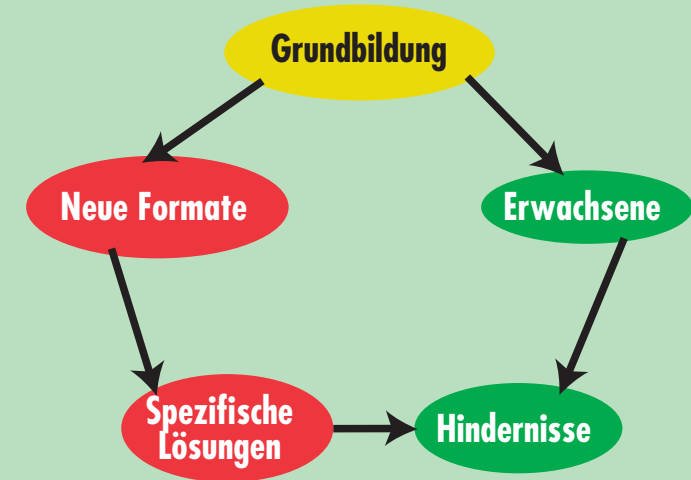 Grundbildung
Neue Formate
Erwachsene
Spezifische
Lösungen
Hindernisse